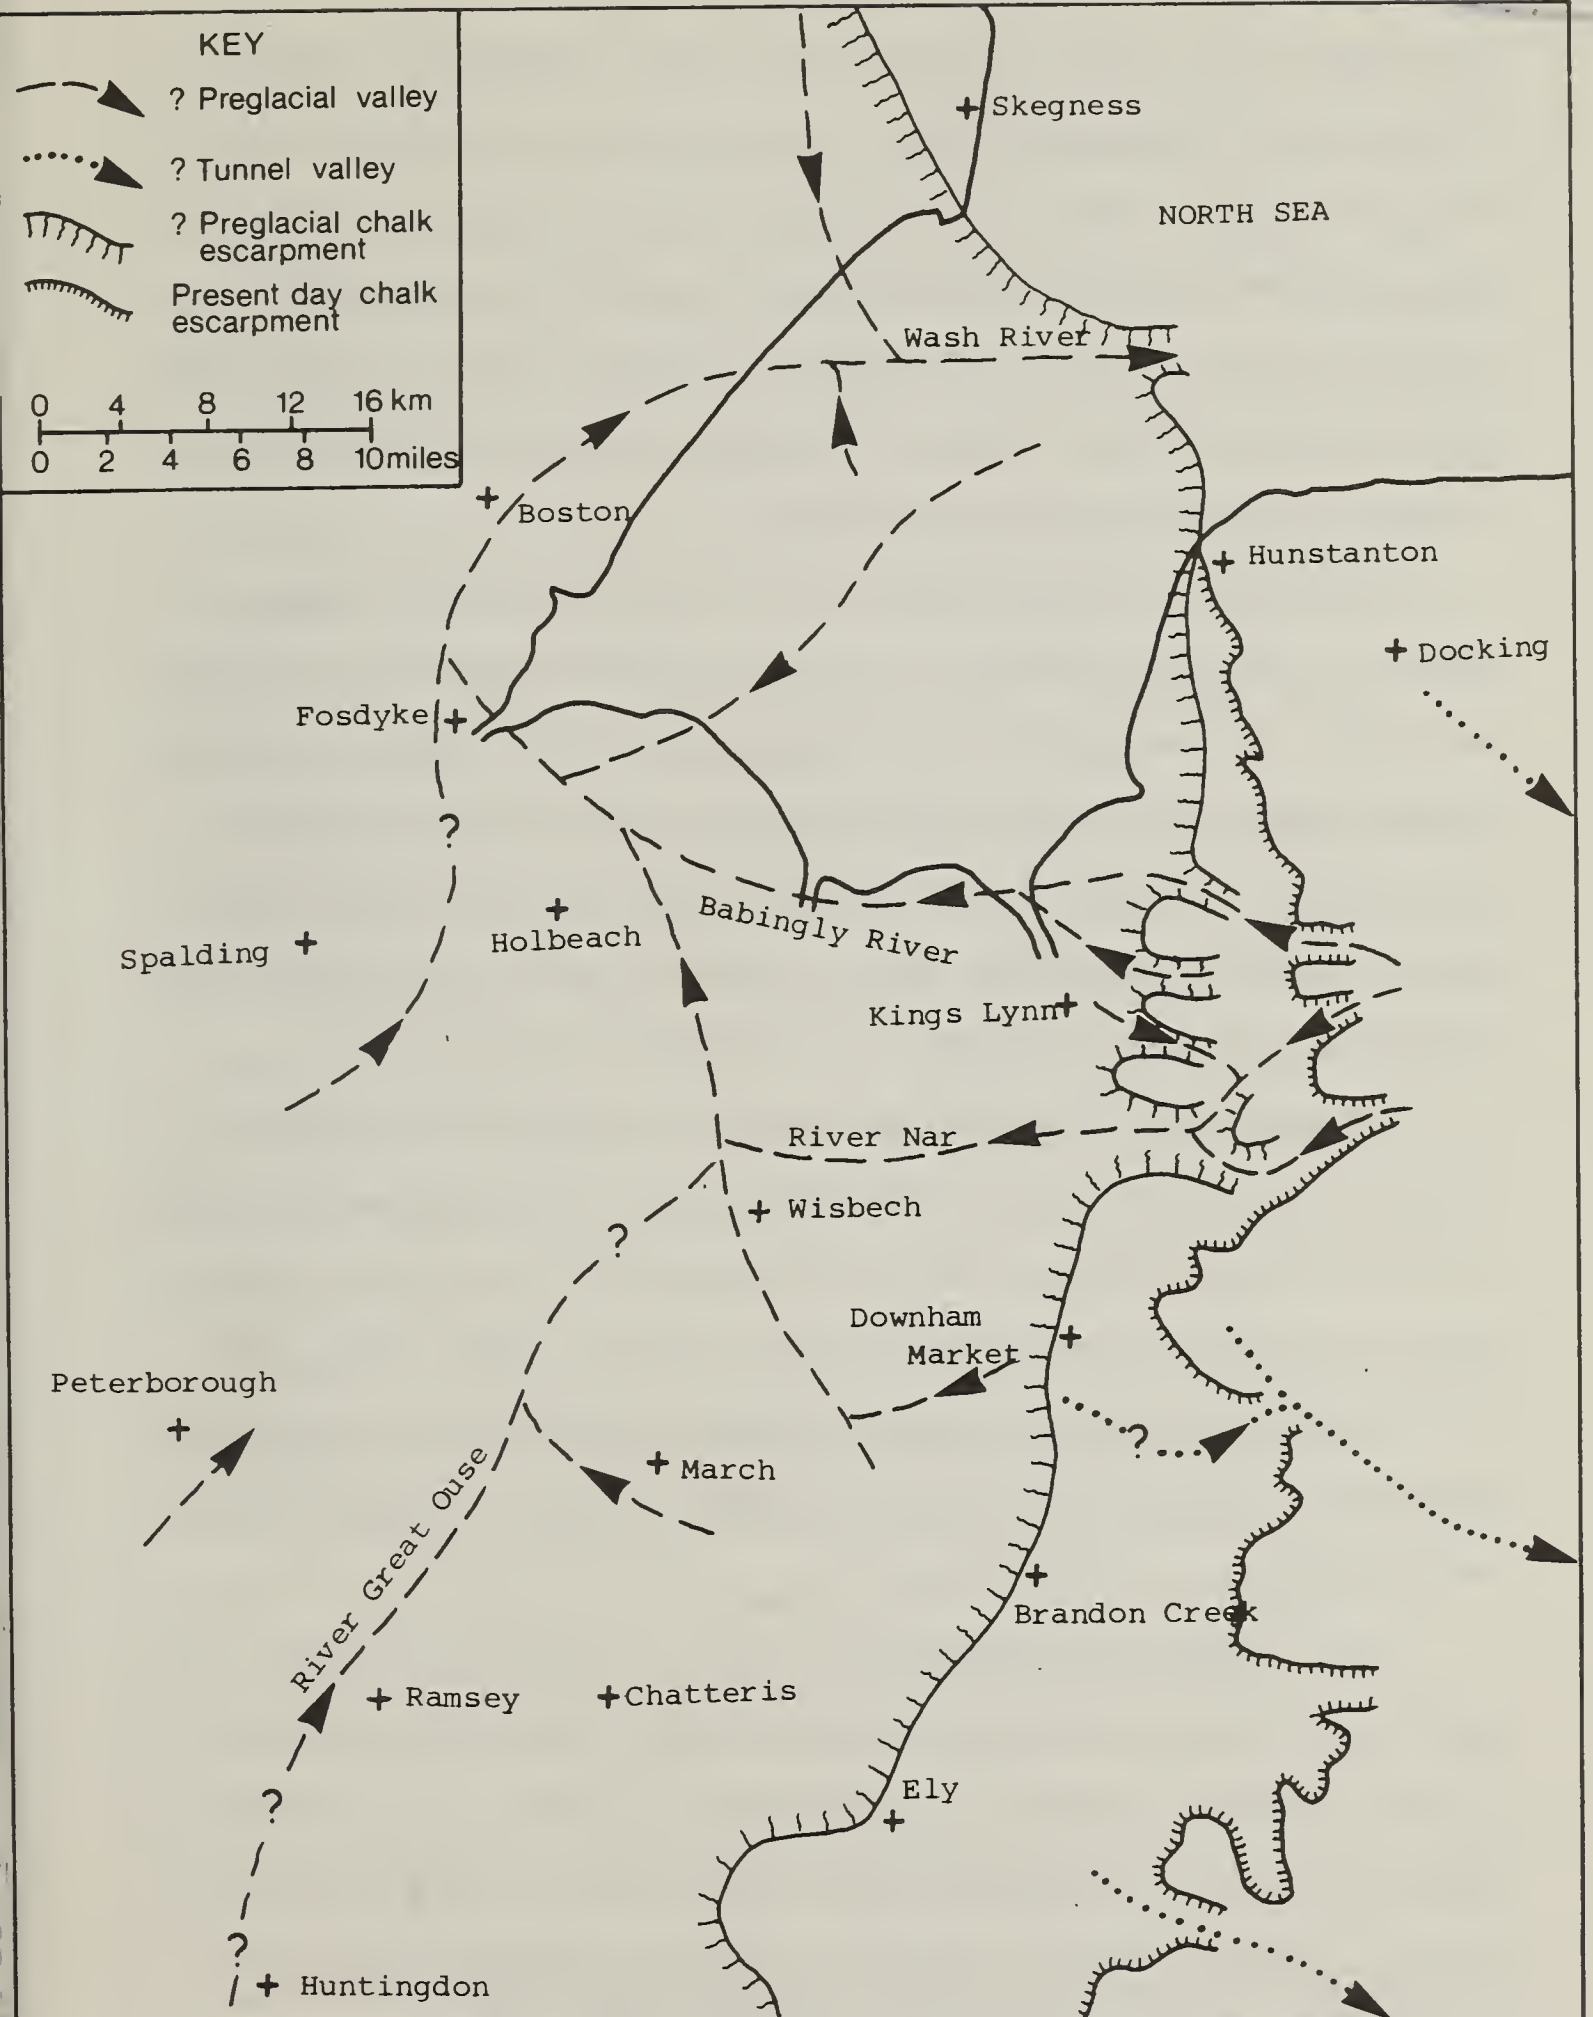 KEY
? Preglacial valley
? Tunnel valley
? Preglacial chalk
escarpment
Present day chalk
escarpment
0 4 8 12 16 km
0 2 4 6 8 10miles
Skegness
NORTH SEA
Wash River
Boston
Hunstanton
Docking
Fosdyke
?
Babingly River
Holbeach
Spalding
Kings Lynn
River Nar
Wisbech
?
Downham
Market
Peterborough
?
March
River Great Ouse
Brandon Creek
Ramsey
Chatteris
Ely
?
?
Huntingdon